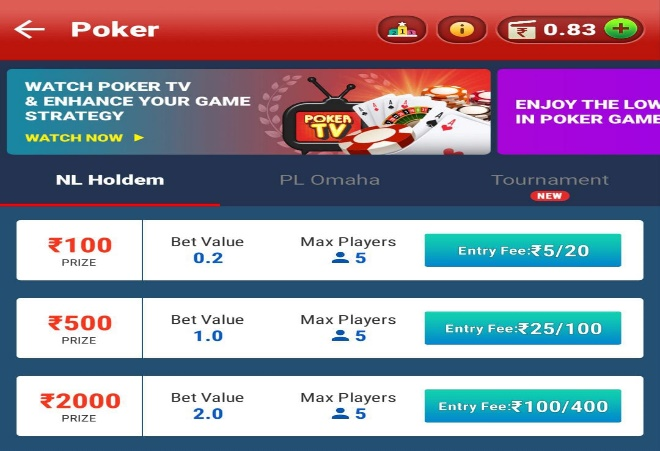 Poker
1
2
3
₹ 0.83
WATCH POKER TV
& ENHANCE YOUR GAME
STRATEGY
WATCH NOW
POKER
TV
ENJOY THE LOW
IN POKER GAME
NL Holdem
PL Omaha
Tournament
NEW
₹100
PRIZE
Bet Value
0.2
Max Players
5
Entry Fee:₹5/20
₹500
PRIZE
Bet Value
1.0
Max Players
5
Entry Fee:₹25/100
₹2000
PRIZE
Bet Value
2.0
Max Players
5
Entry Fee:₹100/400